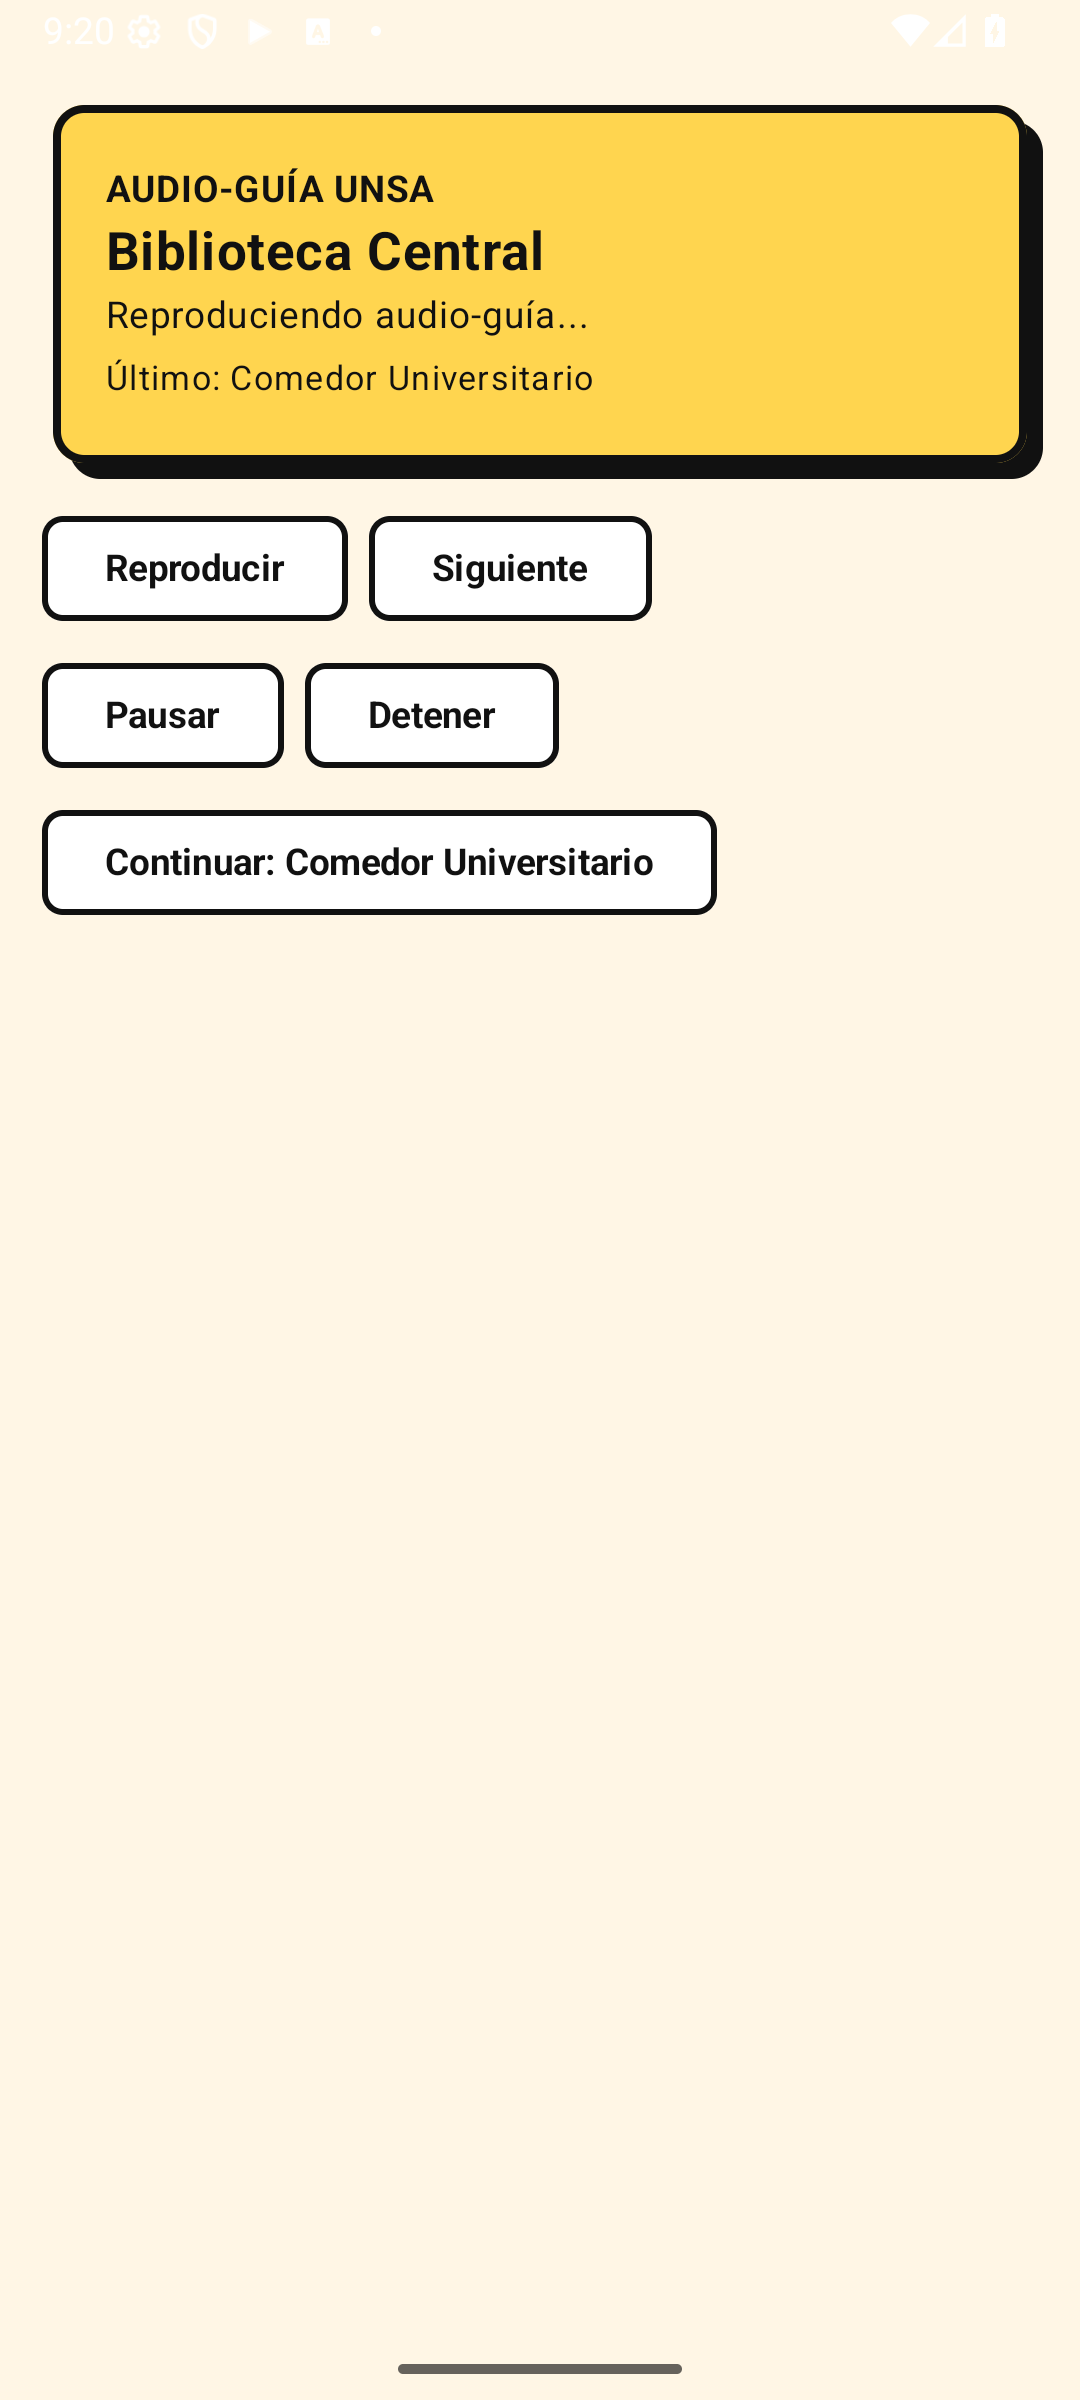 9:20
AUDIO-GUÍA UNSA
Biblioteca Central
Reproduciendo audio-guía...
Último: Comedor Universitario
Reproducir
Siguiente
Pausar
Detener
Continuar: Comedor Universitario